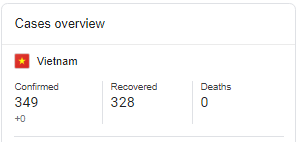 Cases overview
Vietnam
Confirmed Recovered Deaths
349 328 0
+0